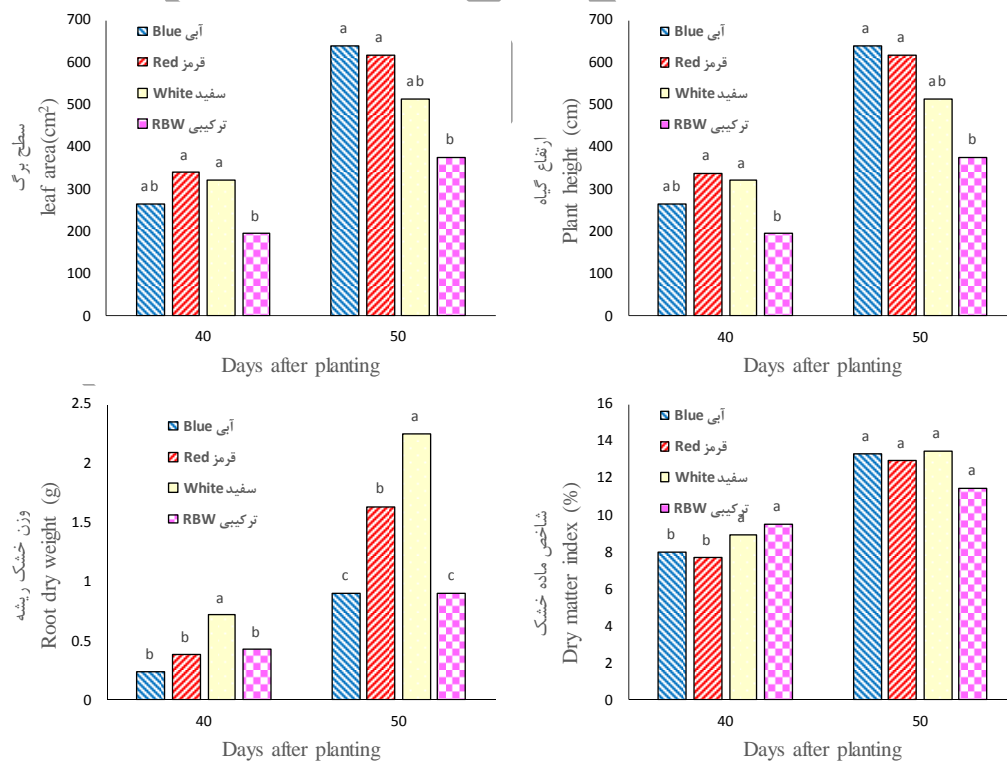 700
600
500
400
300
200
100
0
Blue آبی
Red قرمز
White سفید
RBW ترکیبی
ab
a
a
b
a
a
ab
b
40
50
Days after planting
سطح برگ
leaf area(cm²)
700
600
500
400
300
200
100
0
Blue آبی
Red قرمز
White سفید
RBW ترکیبی
ab
a
a
b
a
a
ab
b
40
50
Days after planting
ارتفاع گیاه
Plant height (cm)
2.5
2
1.5
1
0.5
0
Blue آبی
Red قرمز
White سفید
RBW ترکیبی
b
b
a
b
c
b
a
c
40
50
Days after planting
وزن خشک ریشه
Root dry weight (g)
16
14
12
10
8
6
4
2
0
Blue آبی
Red قرمز
White سفید
RBW ترکیبی
b
b
a
a
a
a
a
a
40
50
Days after planting
شاخص ماده خشک
Dry matter index (%)